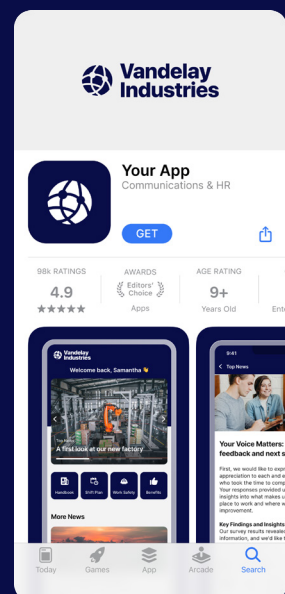 Vandelay
Industries
Your App
Communications & HR
GET
98K RATINGS
4.9
AWARDS
Editors'
Choice
Apps
AGE RATING
9+
Years Old
Vandelay
Industries
Welcome back, Samantha 👋
Top News
A first look at our new factory
Handbook
Shift Plan
Work Safety
Benefits
More News
9:41
Top News
Your Voice Matters:
feedback and next s
First, we would like to expr
appreciation to each and e
who took the time to comp
Your responses provided u
insights into what makes u
place to work and where w
improvement.
Key Findings and Insights
Our survey results reveale
information, and we'd like t
Today
Games
App
Arcade
Search